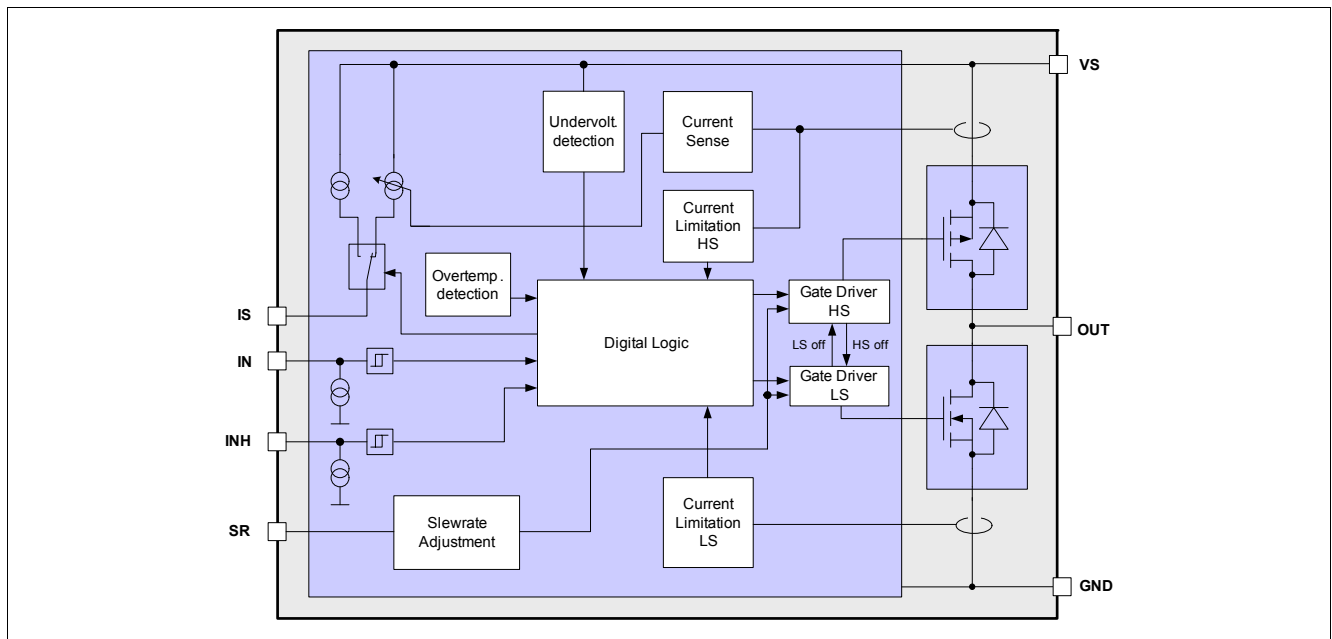 VS
Undervolt.
detection
Current
Sense
Current
Limitation
HS
Overtemp.
detection
Gate Driver
HS
IS
Digital Logic
LS off
HS off
OUT
IN
Gate Driver
LS
INH
SR
Slewrate
Adjustment
Current
Limitation
LS
GND